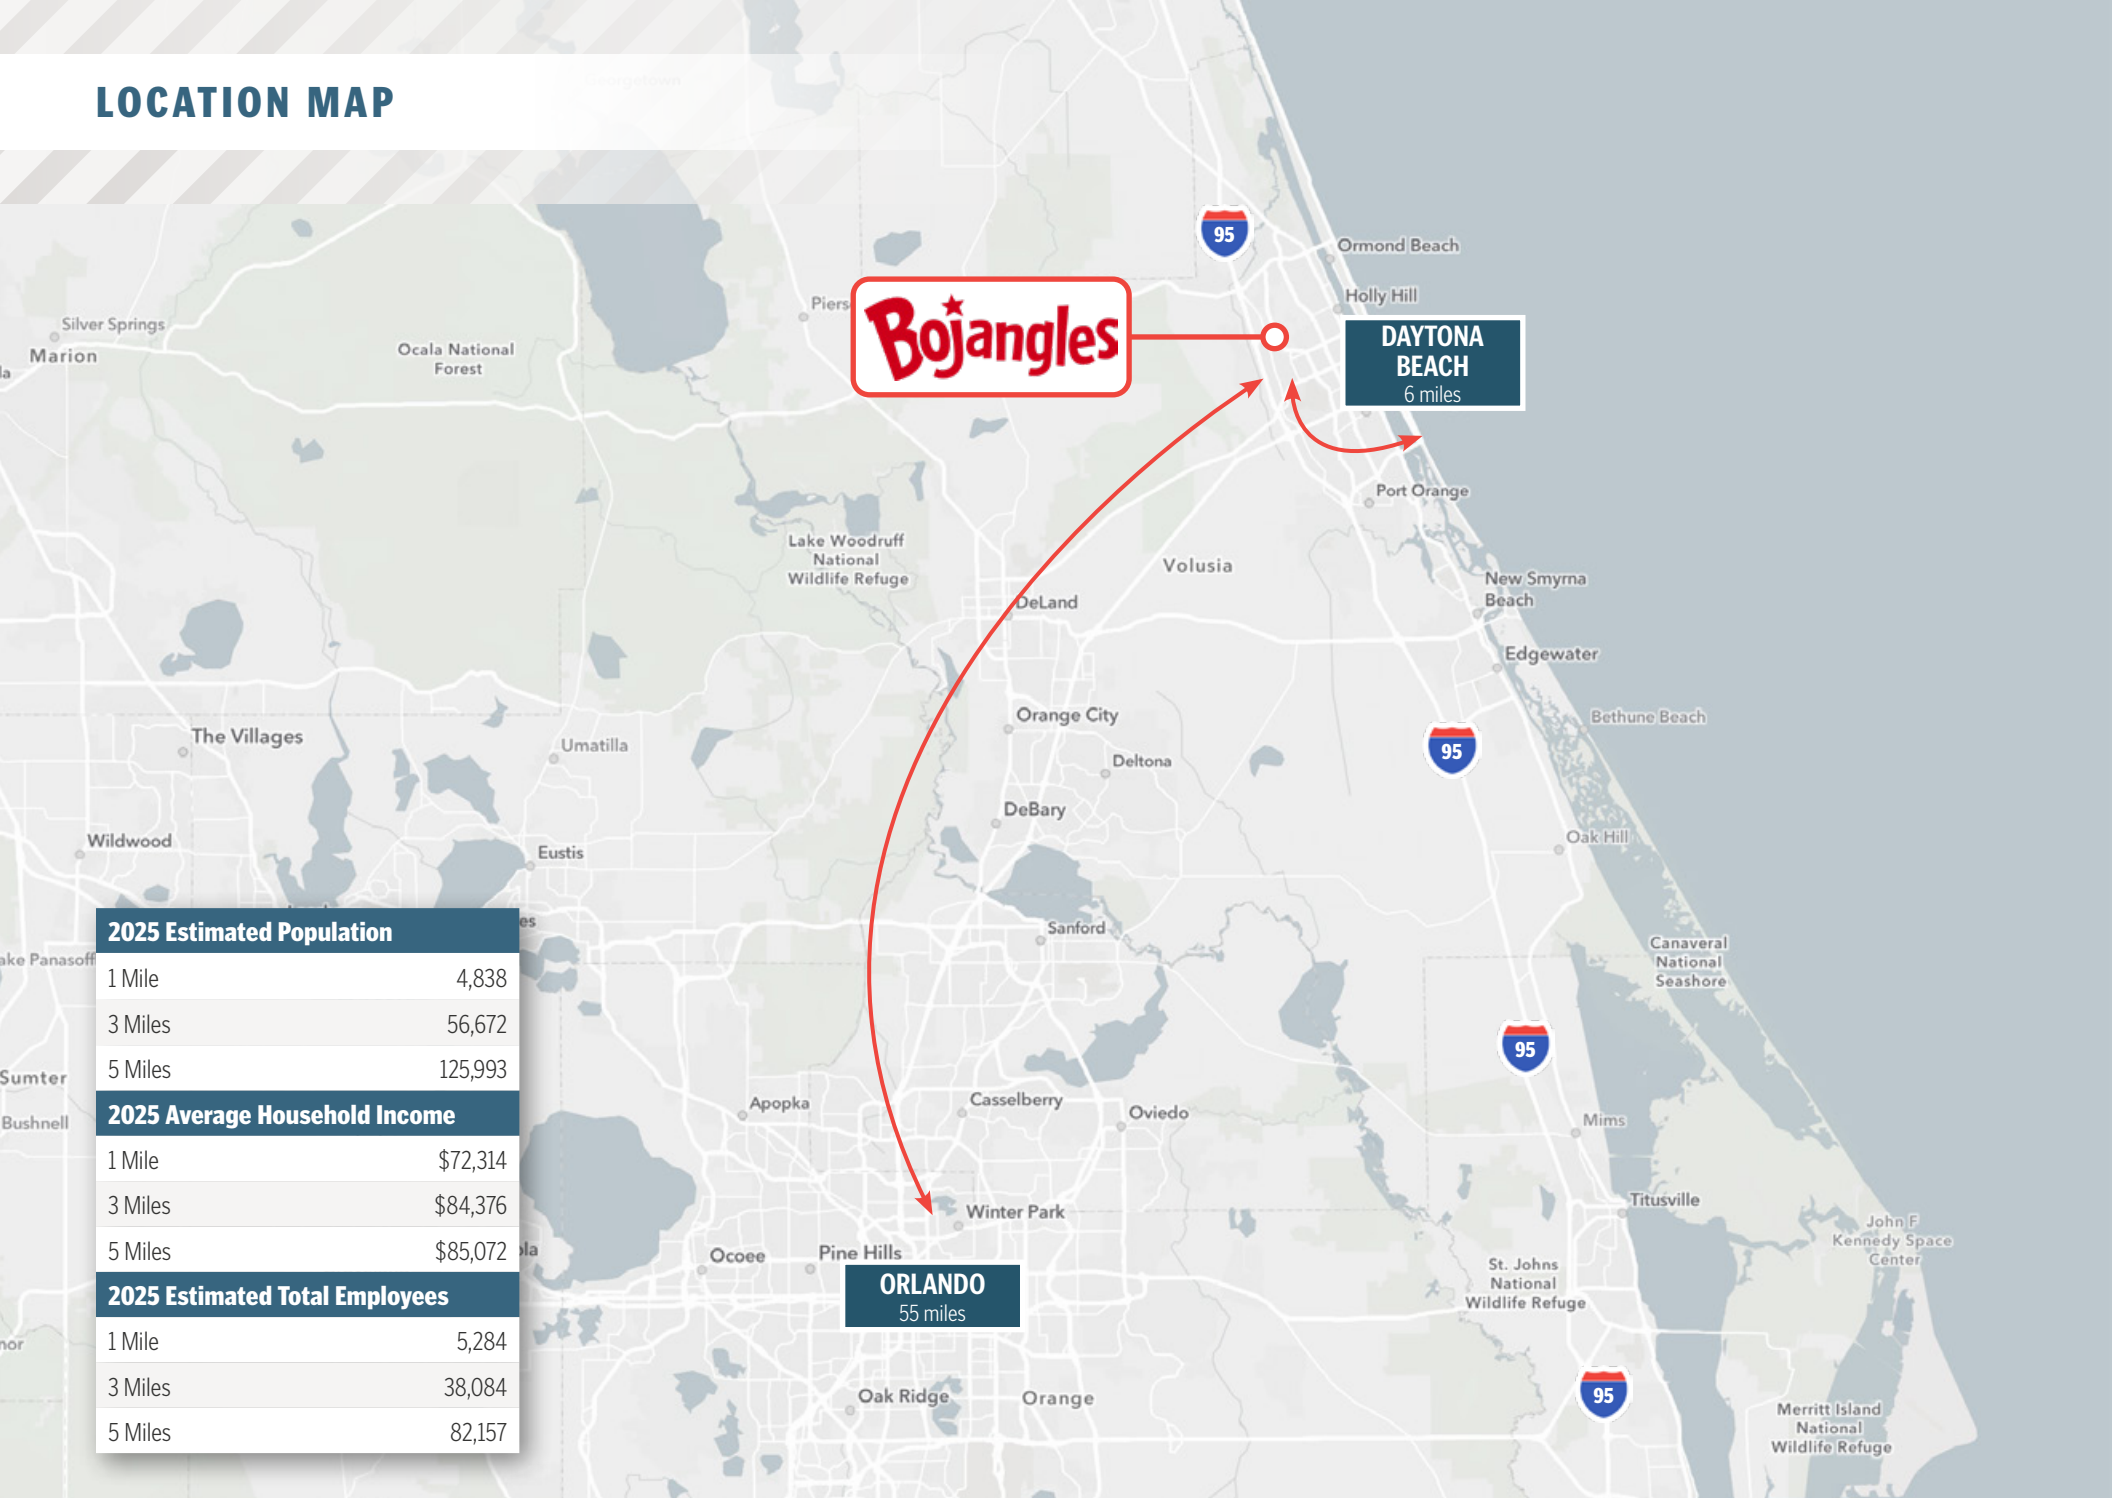 LOCATION MAP
95
Ormond Beach
Holly Hill
Bojangles
DAYTONA
BEACH
6 miles
Silver Springs
Marion
Ocala National
Forest
Port Orange
Lake Woodruff
National
Wildlife Refuge
Volusia
New Smyrna
Beach
DeLand
Edgewater
Orange City
Bethune Beach
The Villages
Umatilla
Deltona
95
DeBary
Oak Hill
Wildwood
Eustis
Sanford
Canaveral
National
Seashore
2025 Estimated Population
1 Mile 4,838
3 Miles 56,672
5 Miles 125,993
2025 Average Household Income
1 Mile $72,314
3 Miles $84,376
5 Miles $85,072
2025 Estimated Total Employees
1 Mile 5,284
3 Miles 38,084
5 Miles 82,157
95
Sumter
Bushnell
Apopka
Casselberry
Oviedo
Mims
Winter Park
Titusville
John F
Kennedy Space
Center
Ocoee
Pine Hills
ORLANDO
55 miles
St. Johns
National
Wildlife Refuge
95
Oak Ridge
Orange
Merritt Island
National
Wildlife Refuge